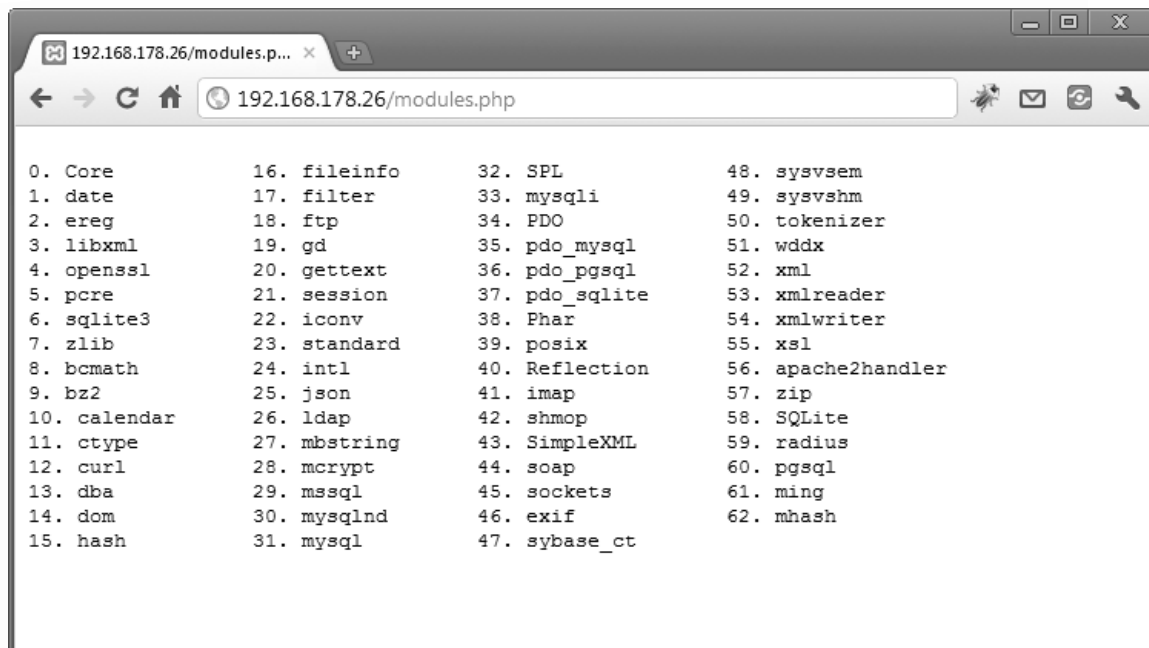 192.168.178.26/modules.p...
192.168.178.26/modules.php
0. Core
1. date
2. ereg
3. libxml
4. openssl
5. pcre
6. sqlite3
7. zlib
8. bcmath
9. bz2
10. calendar
11. ctype
12. curl
13. dba
14. dom
15. hash
16. fileinfo
17. filter
18. ftp
19. gd
20. gettext
21. session
22. iconv
23. standard
24. intl
25. json
26. ldap
27. mbstring
28. mcrypt
29. mssql
30. mysqlnd
31. mysql
32. SPL
33. mysqli
34. PDO
35. pdo_mysql
36. pdo_pgsql
37. pdo_sqlite
38. Phar
39. posix
40. Reflection
41. imap
42. shmop
43. SimpleXML
44. soap
45. sockets
46. exif
47. sybase_ct
48. sysvsem
49. sysvshm
50. tokenizer
51. wddx
52. xml
53. xmlreader
54. xmlwriter
55. xsl
56. apache2handler
57. zip
58. SQLite
59. radius
60. pgsql
61. ming
62. mhash